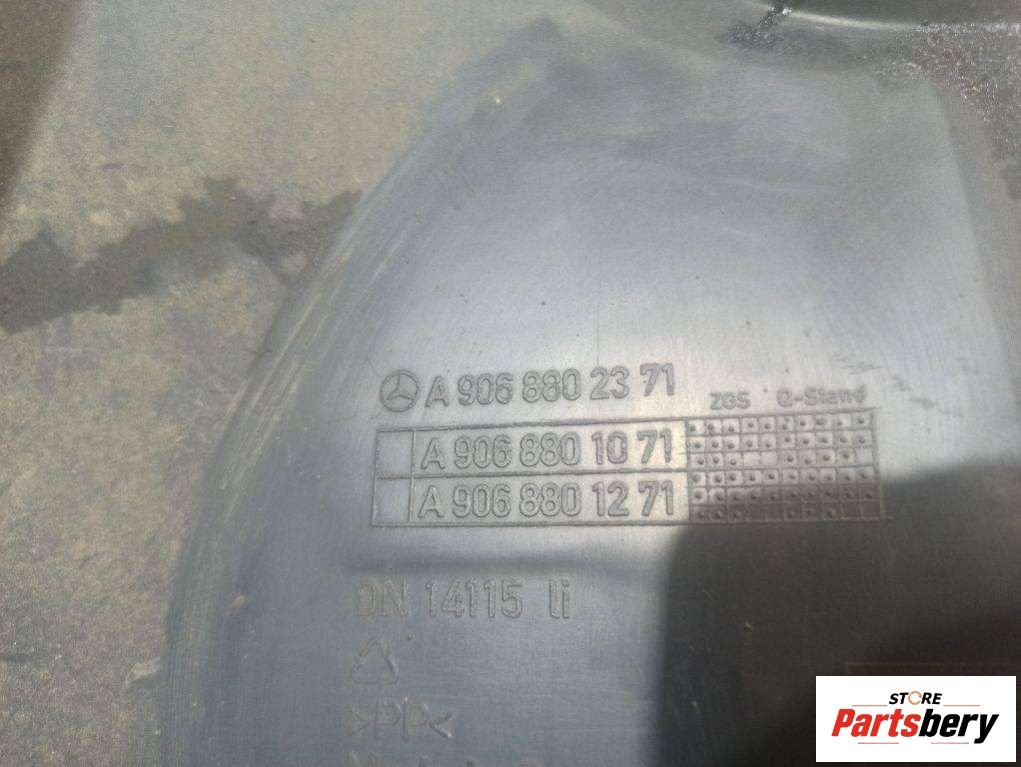 A 906 880 23 71
ZGS Q-Stand
A 906 880 10 71
A 906 880 12 71
DN 14115 li
>PP<
STORE
Partsbery